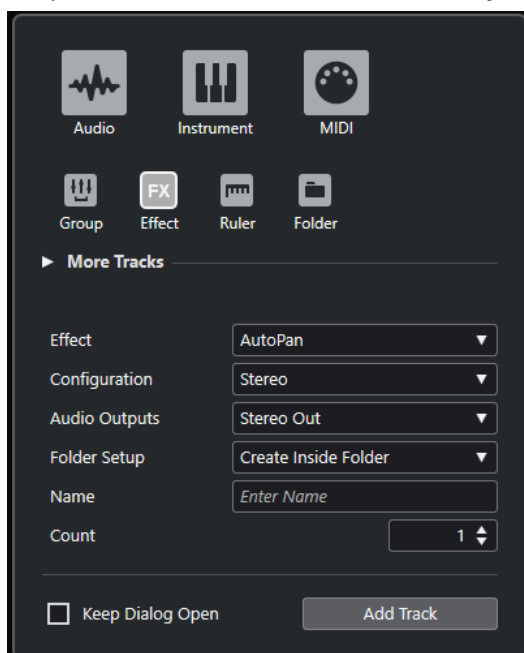 Audio Instrument MIDI
FX
Group Effect Ruler Folder
More Tracks
Effect AutoPan
Configuration Stereo
Audio Outputs Stereo Out
Folder Setup Create Inside Folder
Name Enter Name
Count 1
Keep Dialog Open Add Track